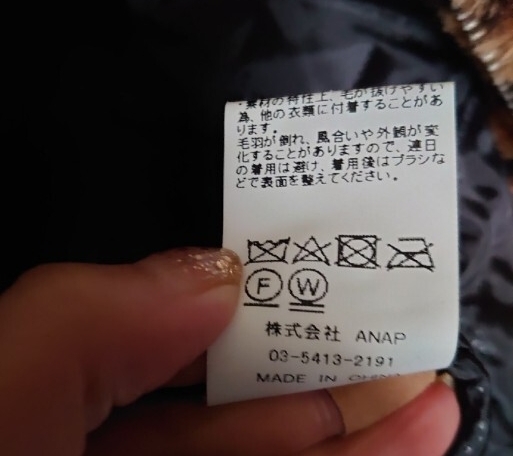 ・素材の特性上、毛が抜けやすい
為、他の衣類に付着することがあ
ります。
毛羽が倒れ、風合いや外観が変
化することがありますので、連日
の着用は避け、着用後はブラシな
どで表面を整えてください。
F W
株式会社 ANAP
03-5413-2191
MADE IN CHINA